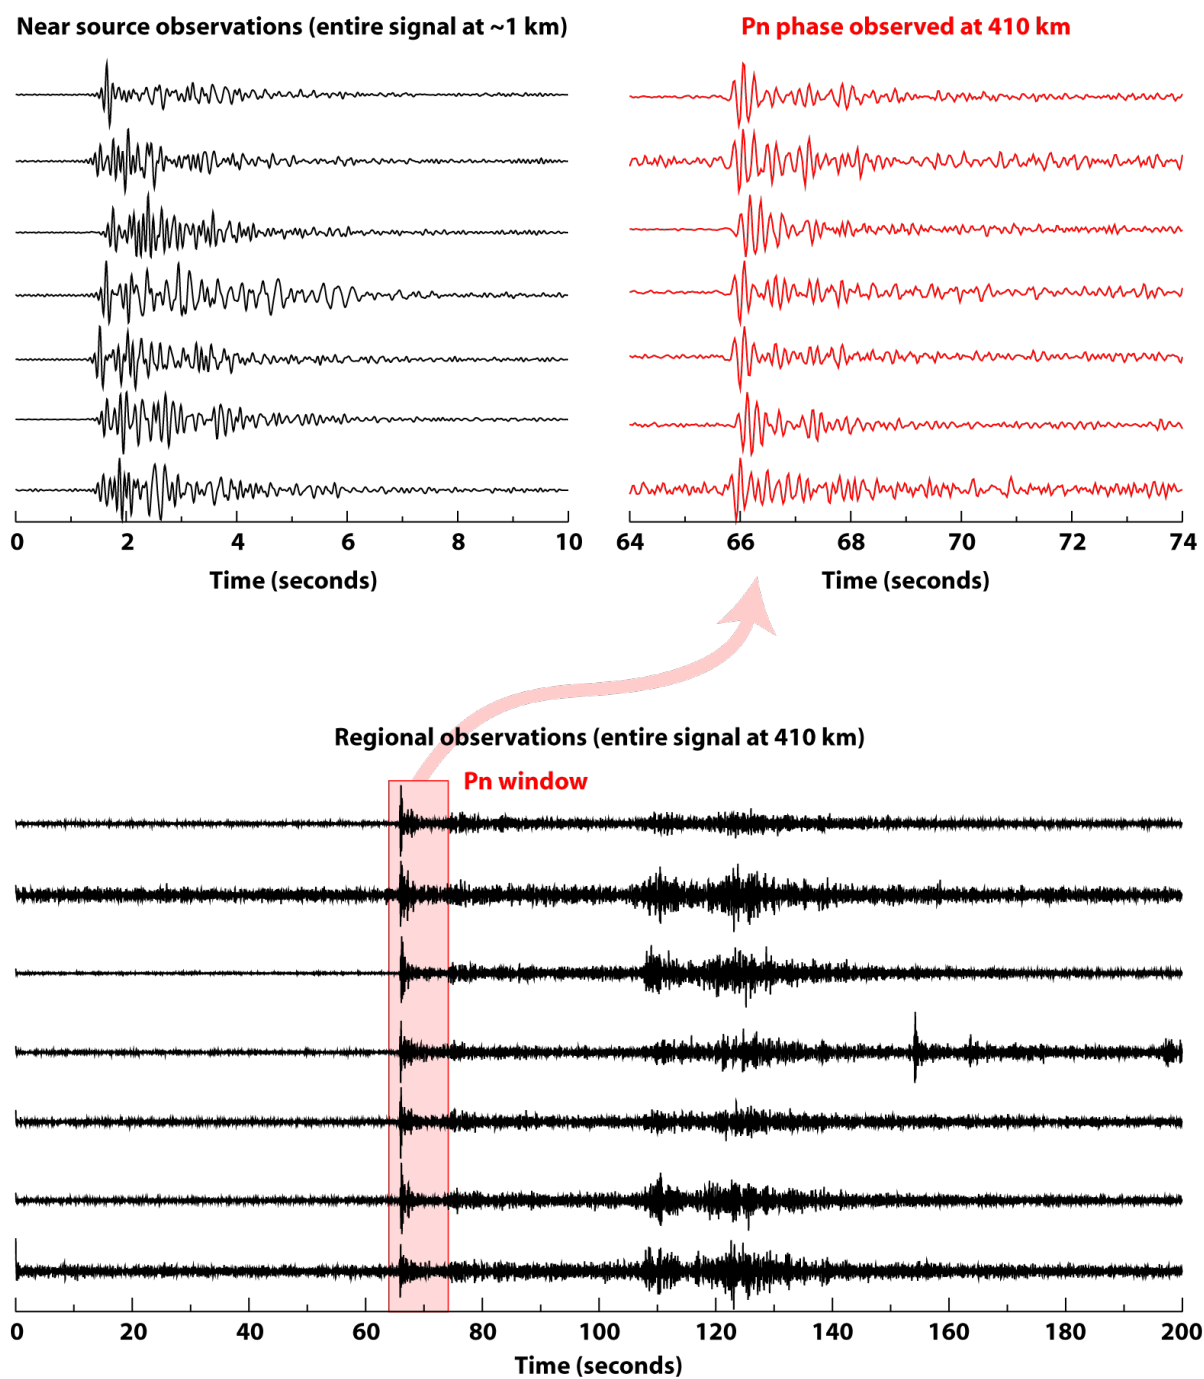 Near source observations (entire signal at ~1 km)
Pn phase observed at 410 km
0 2 4 6 8 10
Time (seconds)
64 66 68 70 72 74
Time (seconds)
Regional observations (entire signal at 410 km)
Pn window
0 20 40 60 80 100 120 140 160 180 200
Time (seconds)